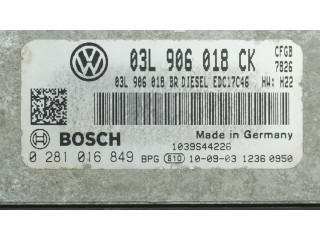 03L 906 018 CK CFGB
7826
03L 906 018 BR DIESEL EDC17C46 HW: H22
BOSCH
Made in Germany
1039S44226
0 281 016 849 BPG 810 10-09-03 1236 0950